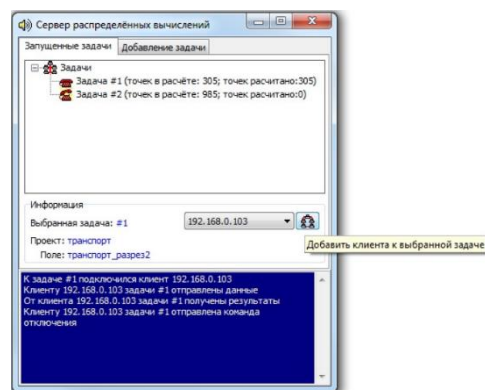 Сервер распределённых вычислений
Запущенные задачи
Добавление задачи
Задачи
Задача #1 (точек в расчёте: 305; точек расчитано:305)
Задача #2 (точек в расчёте: 985; точек расчитано:0)
Информация
Выбранная задача: #1
192.168.0.103
Добавить клиента к выбранной задаче
Проект: транспорт
Поле: транспорт_разрез2
К задаче #1 подключился клиент 192.168.0.103
Клиенту 192.168.0.103 задачи #1 отправлены данные
От клиента 192.168.0.103 задачи #1 получены результаты
Клиенту 192.168.0.103 задачи #1 отправлена команда
отключения